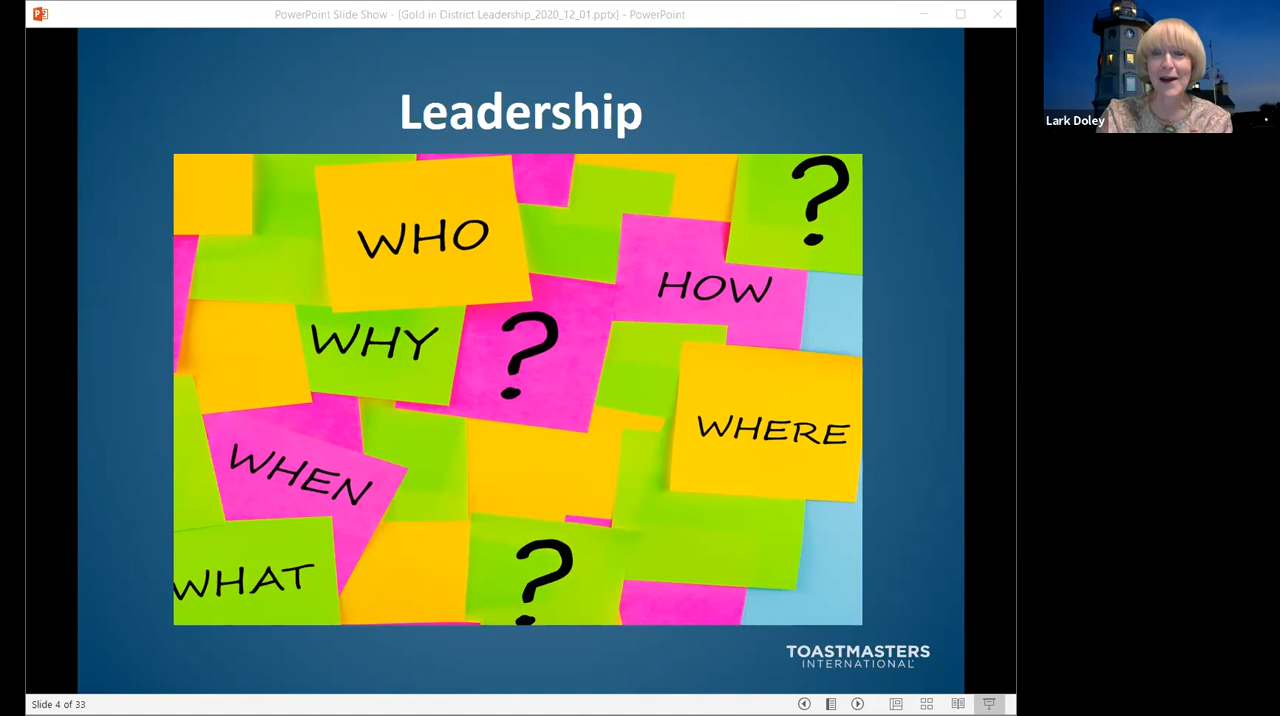 PowerPoint Slide Show - [Gold in District Leadership_2020_12_01.pptx] - PowerPoint
Lark Doley
Leadership
?
WHO
HOW
WHY
?
WHERE
WHEN
WHAT
?
TOASTMASTERS
INTERNATIONAL
Slide 4 of 33